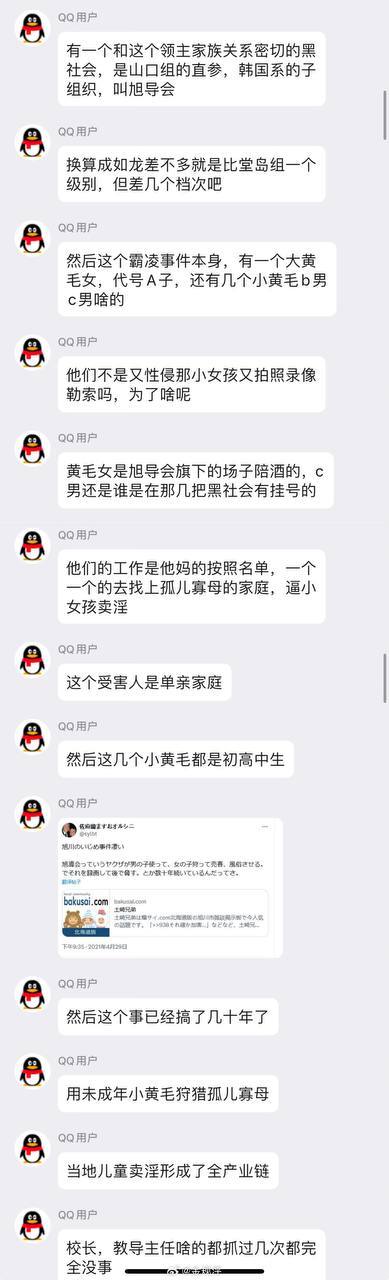 QQ用户
有一个和这个领主家族关系密切的黑
社会，是山口组的直参，韩国系的子
组织，叫旭导会
QQ用户
换算成如龙差不多就是比堂岛组一个
级别，但差几个档次吧
QQ用户
然后这个霸凌事件本身，有一个大黄
毛女，代号A子，还有几个小黄毛b男
c男啥的
QQ用户
他们不是又性侵那小女孩又拍照录像
勒索吗，为了啥呢
QQ用户
黄毛女是旭导会旗下的场子陪酒的，c
男还是谁是在那几把黑社会有挂号的
QQ用户
他们的工作是他妈的按照名单，一个
一个的去找上孤儿寡母的家庭，逼小
女孩卖淫
QQ用户
这个受害人是单亲家庭
QQ用户
然后这几个小黄毛都是初高中生
QQ用户
旭川のいじめ事件凄い
旭導会っていうヤクザが男の子使って、女の子狩って売春、風俗させる。
でそれを録画して後で脅す。とか数十年続いているんだってさ。
bakusai.com
bakusai.com
土崎兄弟
北海道版
下午9:35 · 2021年4月29日
QQ用户
然后这个事已经搞了几十年了
QQ用户
用未成年小黄毛狩猎孤儿寡母
QQ用户
当地儿童卖淫形成了全产业链
QQ用户
校长，教导主任啥的都抓过几次都完
全没事